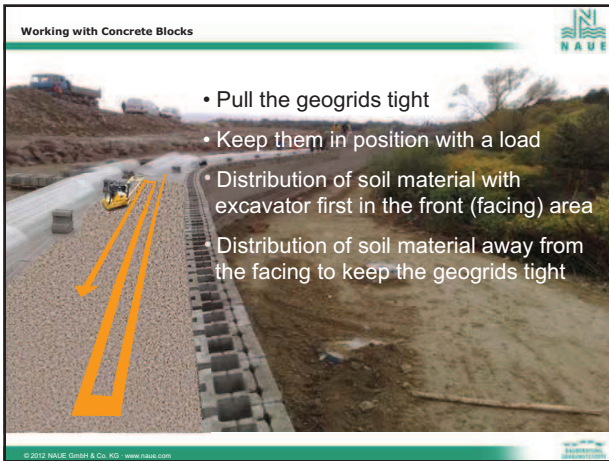 Working with Concrete Blocks
NAUE
• Pull the geogrids tight
• Keep them in position with a load
• Distribution of soil material with
excavator first in the front (facing) area
• Distribution of soil material away from
the facing to keep the geogrids tight
© 2012 NAUE GmbH & Co. KG · www.naue.com